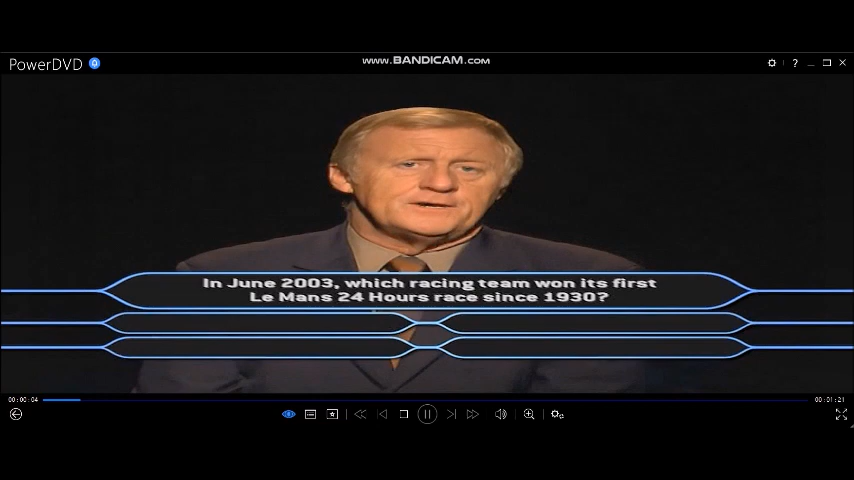 www.BANDICAM.com
PowerDVD
In June 2003, which racing team won its first
Le Mans 24 Hours race since 1930?
00:00:04
00:01:21